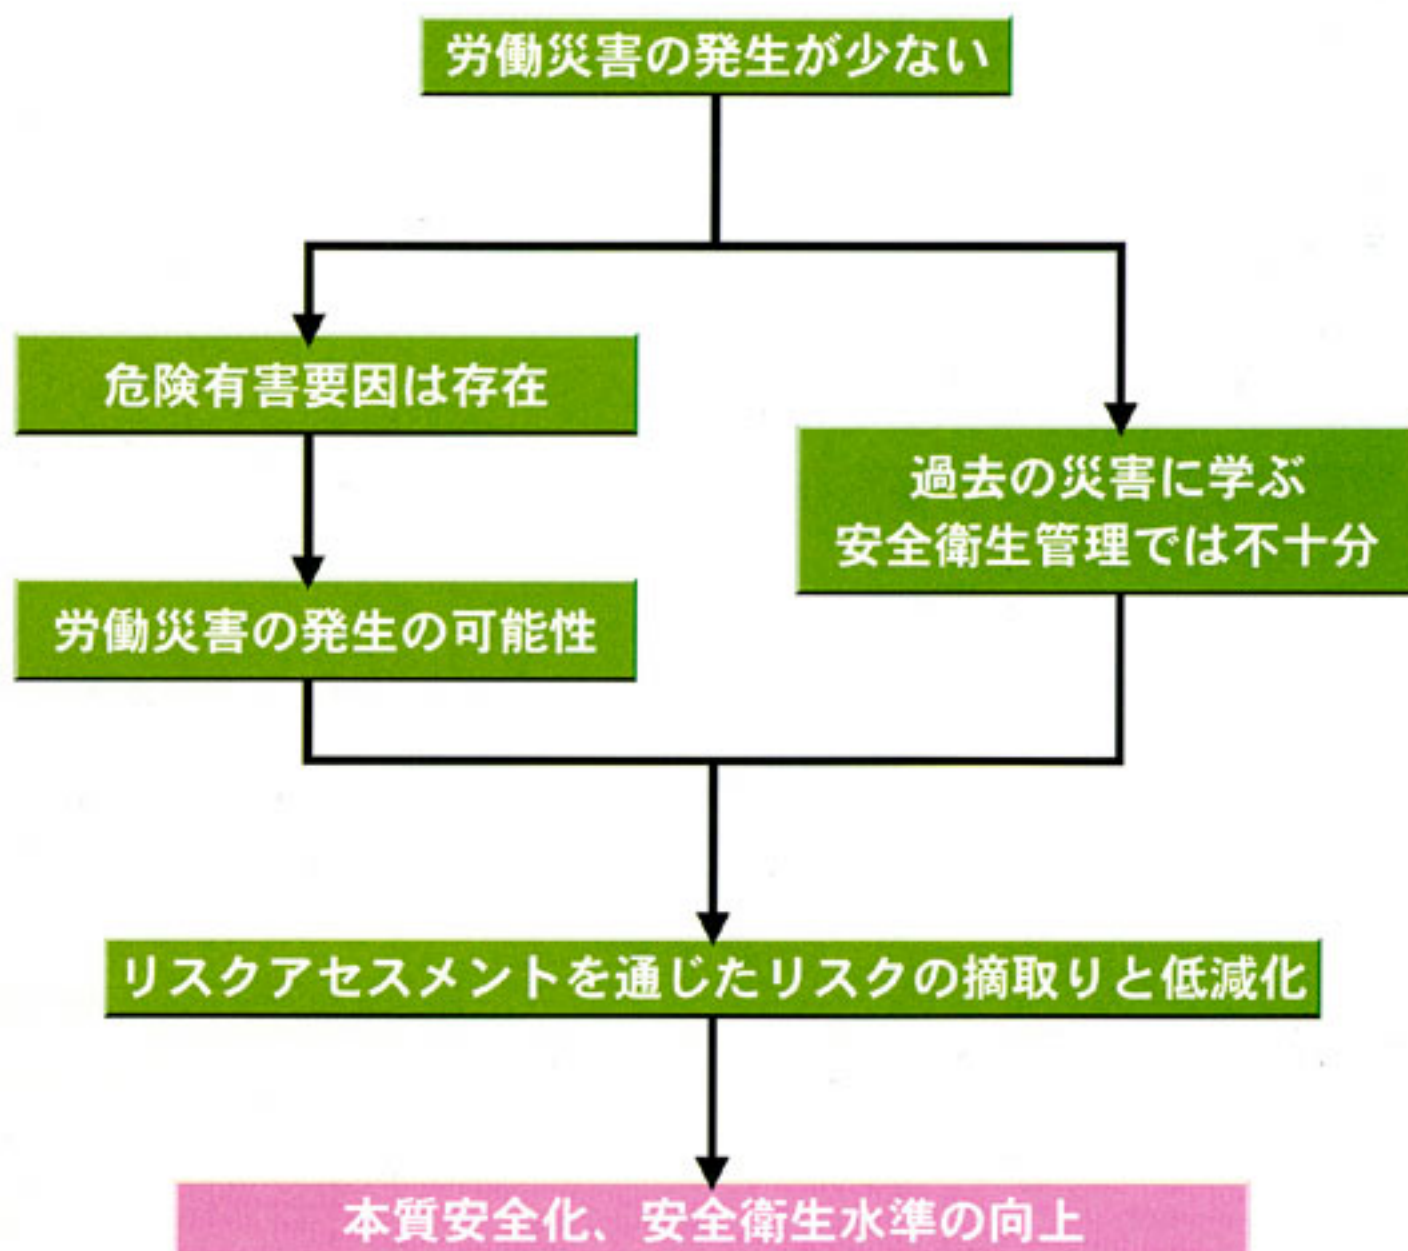 労働災害の発生が少ない
危険有害要因は存在
過去の災害に学ぶ
安全衛生管理では不十分
労働災害の発生の可能性
リスクアセスメントを通じたリスクの摘取りと低減化
本質安全化、安全衛生水準の向上